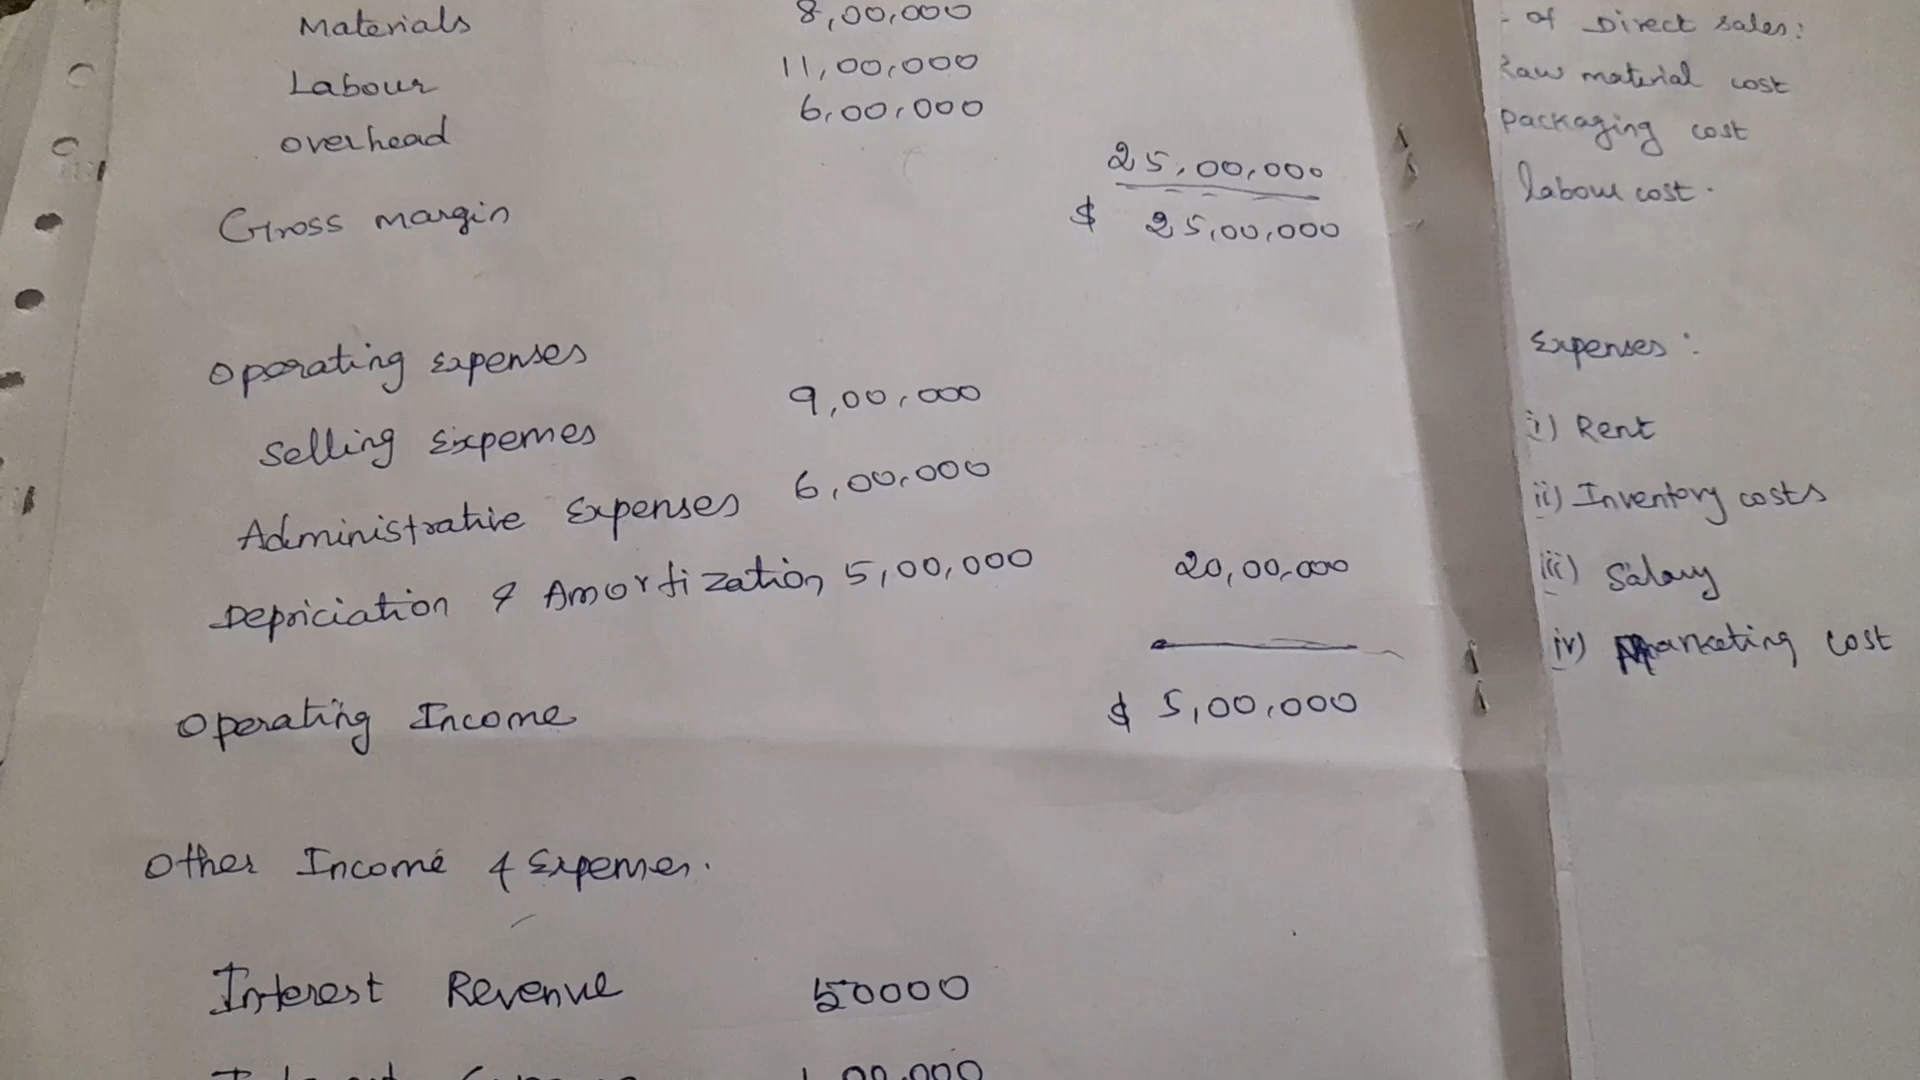 Materials 8,00,000
Labour 11,00,000
overhead 6,00,000
25,00,000
Gross margin $ 25,00,000
Operating Expenses
Selling Expenses 9,00,000
Administrative Expenses 6,00,000
Depriciation & Amortization 5,00,000 20,00,000
Operating Income $ 5,00,000
Other Income & Expenses.
Interest Revenue 50000
00,000
of Direct sales:
Raw material cost
packaging cost
labour cost.
Expenses:
i) Rent
ii) Inventory costs
iii) Salary
iv) Marketing cost